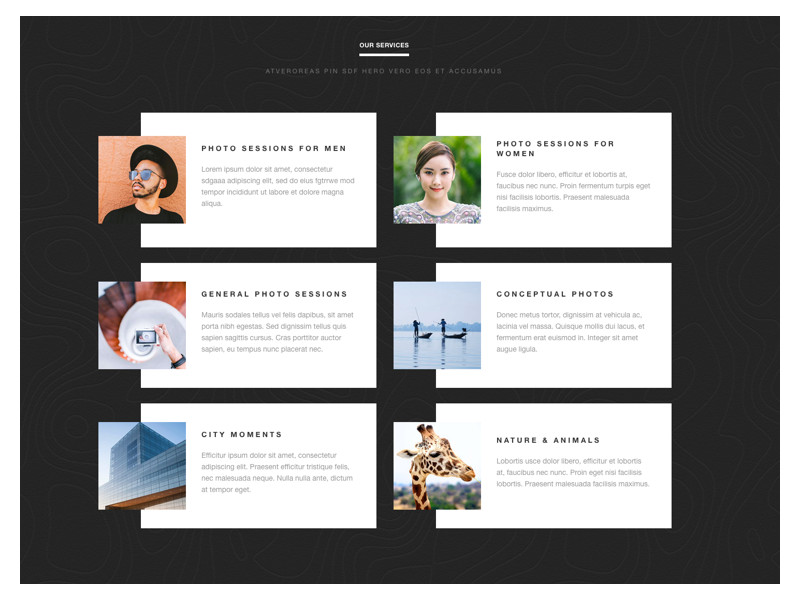 OUR SERVICES
ATVEROREAS PIN SDF HERO VERO EOS ET ACCUSAMUS
PHOTO SESSIONS FOR MEN
Lorem ipsum dolor sit amet, consectetur
sdgaaa adipiscing elit, sed do eius fgtrrwe mod
tempor incididunt ut labore et dolore magna
aliqua.
PHOTO SESSIONS FOR
WOMEN
Fusce dolor libero, efficitur et lobortis at,
faucibus nec nunc. Proin fermentum turpis eget
nisi facilisis lobortis. Praesent malesuada
facilisis maximus.
GENERAL PHOTO SESSIONS
Mauris sodales tellus vel felis dapibus, sit amet
porta nibh egestas. Sed dignissim tellus quis
sapien sagittis cursus. Cras porttitor auctor
sapien, eu tempus nunc placerat nec.
CONCEPTUAL PHOTOS
Donec metus tortor, dignissim at vehicula ac,
lacinia vel massa. Quisque mollis dui lacus, et
fermentum erat euismod in. Integer sit amet
augue ligula.
CITY MOMENTS
Efficitur ipsum dolor sit amet, consectetur
adipiscing elit. Praesent efficitur tristique felis,
nec malesuada neque. Nulla nulla ante, dictum
at tempor eget.
NATURE & ANIMALS
Lobortis usce dolor libero, efficitur et lobortis
at, faucibus nec nunc. Proin eget nisi facilisis
lobortis. Praesent malesuada facilisis maximus.